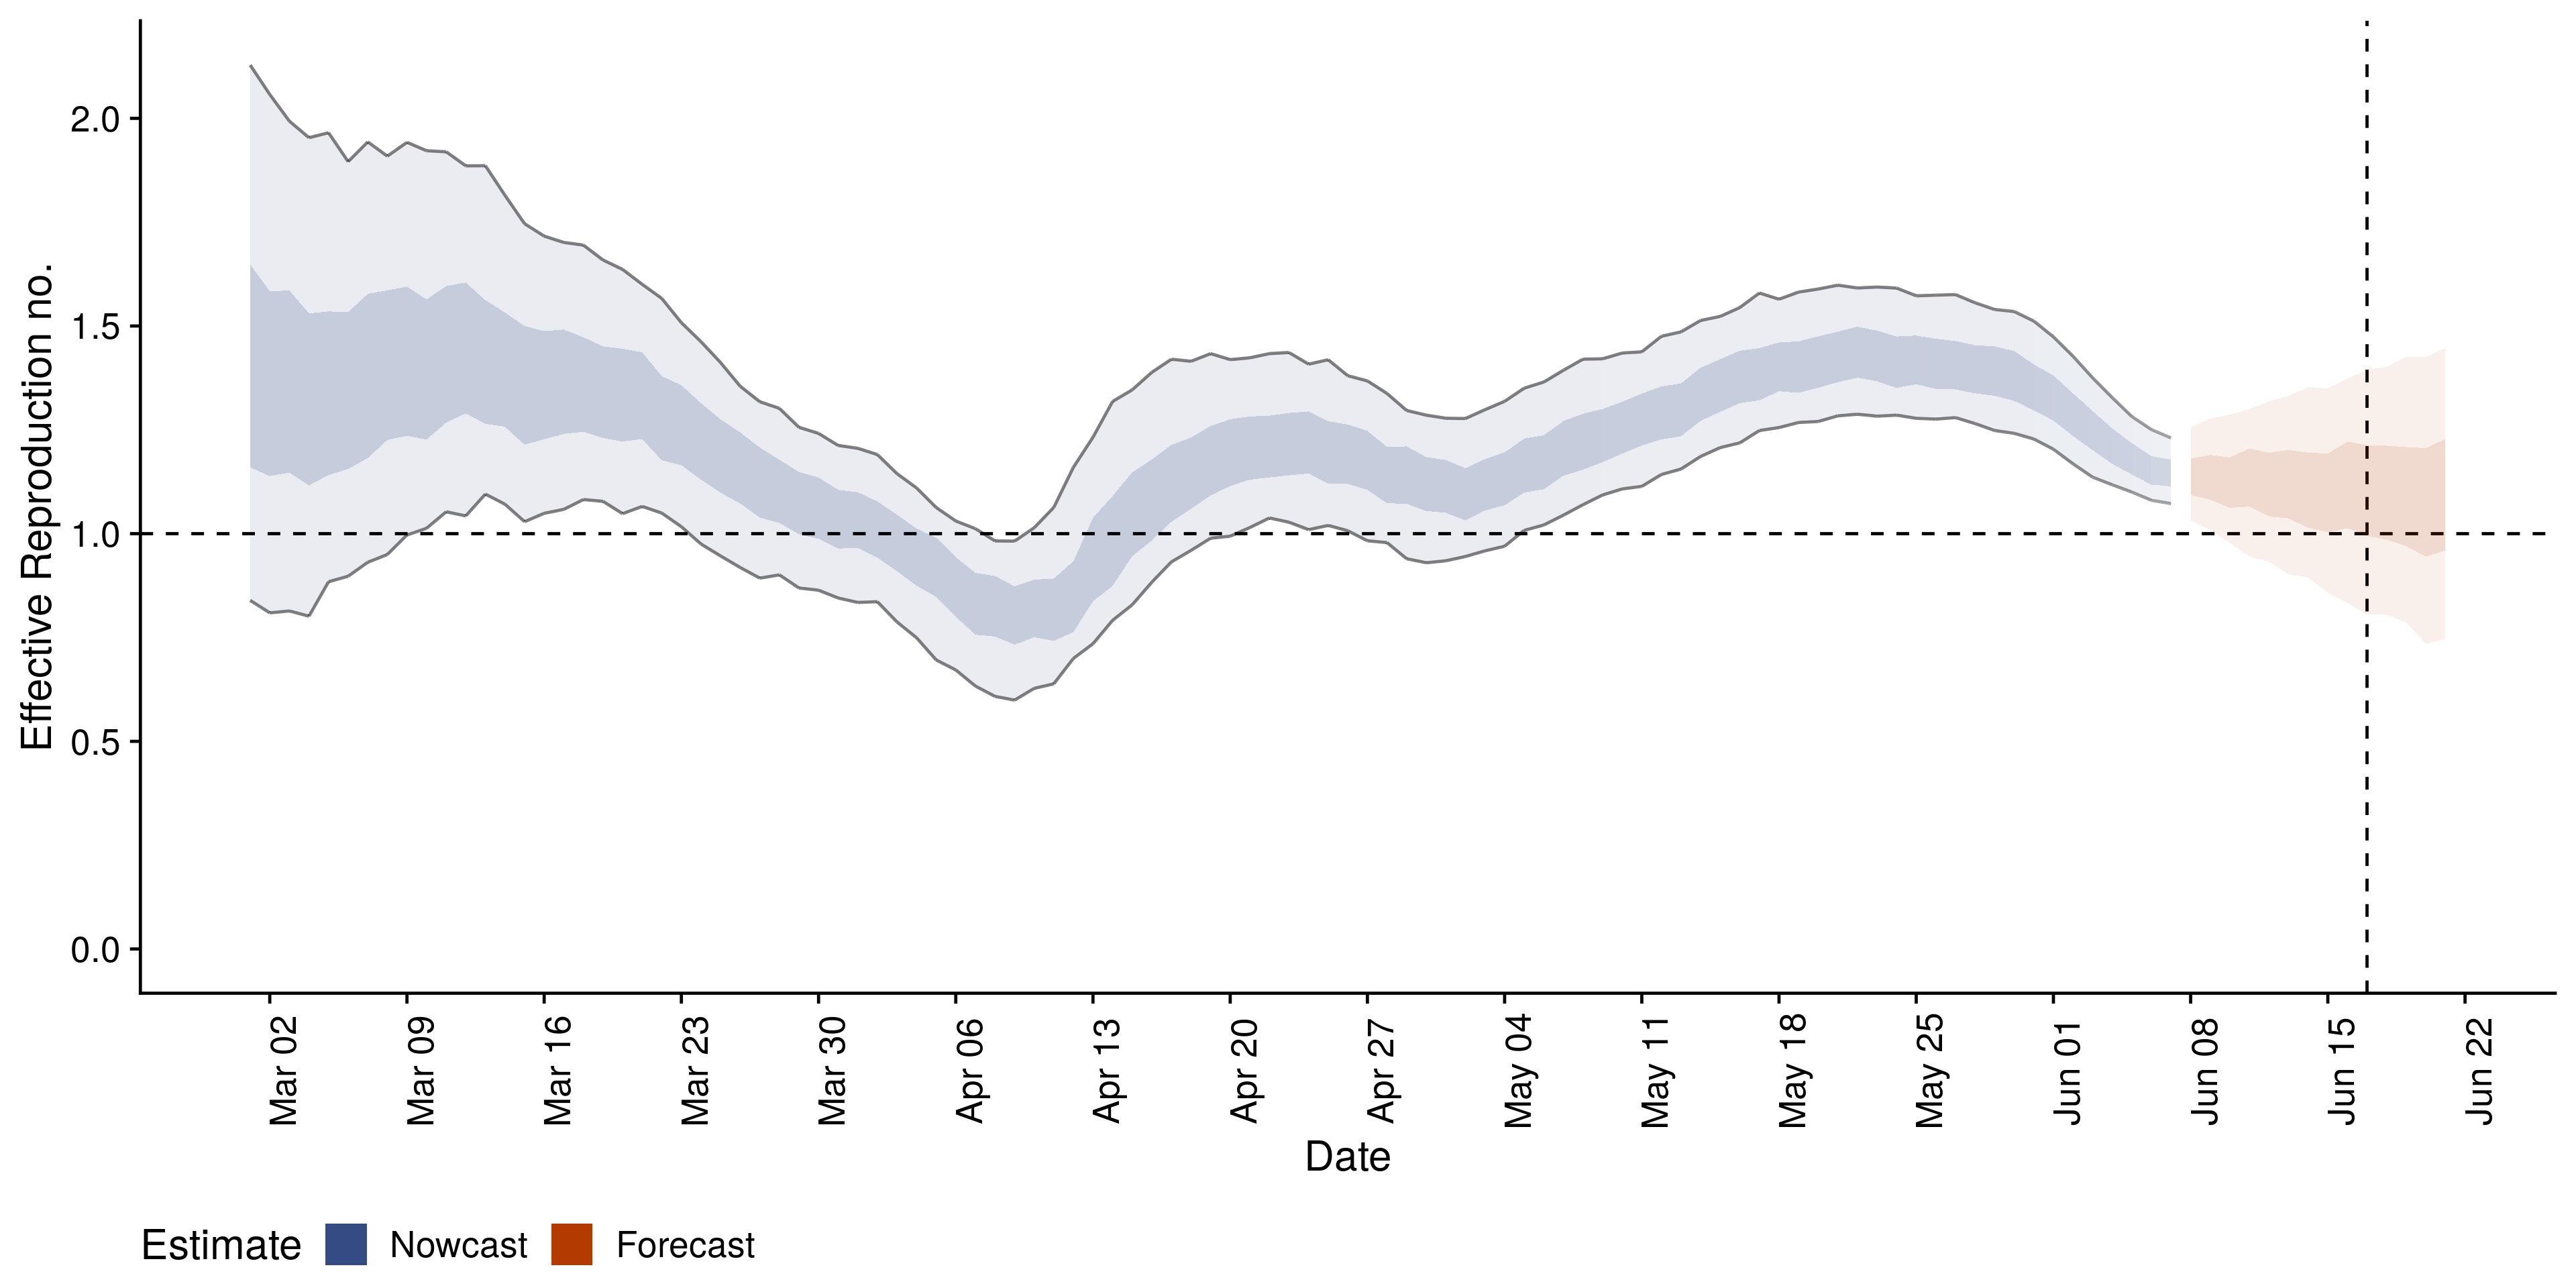 Effective Reproduction no.
2.0
1.5
1.0
0.5
0.0
Mar 02
Mar 09
Mar 16
Mar 23
Mar 30
Apr 06
Apr 13
Apr 20
Apr 27
May 04
May 11
May 18
May 25
Jun 01
Jun 08
Jun 15
Jun 22
Date
Estimate Nowcast Forecast